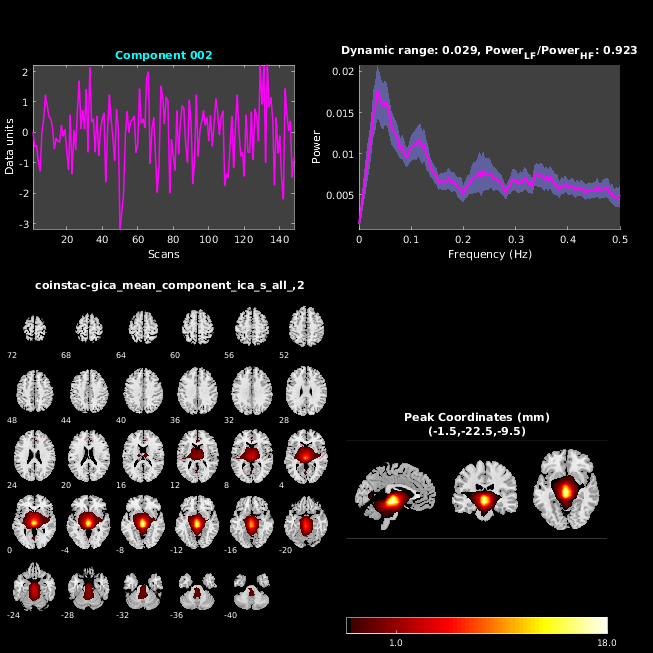 Component 002
Data units
2
1
0
-1
-2
-3
20
40
60
80
100
120
140
Scans
Dynamic range: 0.029, Power_LF/Power_HF: 0.923
Power
0.02
0.015
0.01
0.005
0
0.1
0.2
0.3
0.4
0.5
Frequency (Hz)
coinstac-gica_mean_component_ica_s_all_,2
72 68 64 60 56 52
48 44 40 36 32 28
24 20 16 12 8 4
0 -4 -8 -12 -16 -20
-24 -28 -32 -36 -40
Peak Coordinates (mm)
(-1.5,-22.5,-9.5)
1.0 18.0